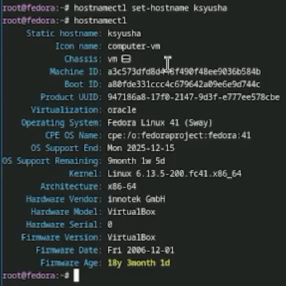 root@fedora:~# hostnamectl set-hostname ksyusha
root@fedora:~# hostnamectl
Static hostname: ksyusha
Icon name: computer-vm
Chassis: vm
Machine ID:
Boot ID: a80fde331ccc4c679642a09e6e9d744c
Product UUID: 947186a8-17f0-2147-9d3f-e777ee578cbe
Virtualization: oracle
Operating System: Fedora Linux 41 (Sway)
CPE OS Name: cpe:/o:fedoraproject:fedora:41
OS Support End: Mon 2025-12-15
OS Support Remaining: 9month 1w 5d
Kernel: Linux 6.13.5-200.fc41.x86_64
Architecture: x86-64
Hardware Vendor: innotek GmbH
Hardware Model: VirtualBox
Hardware Serial: 0
Firmware Version: VirtualBox
Firmware Date: Fri 2006-12-01
Firmware Age: 18y 3month 1d
root@fedora:~#